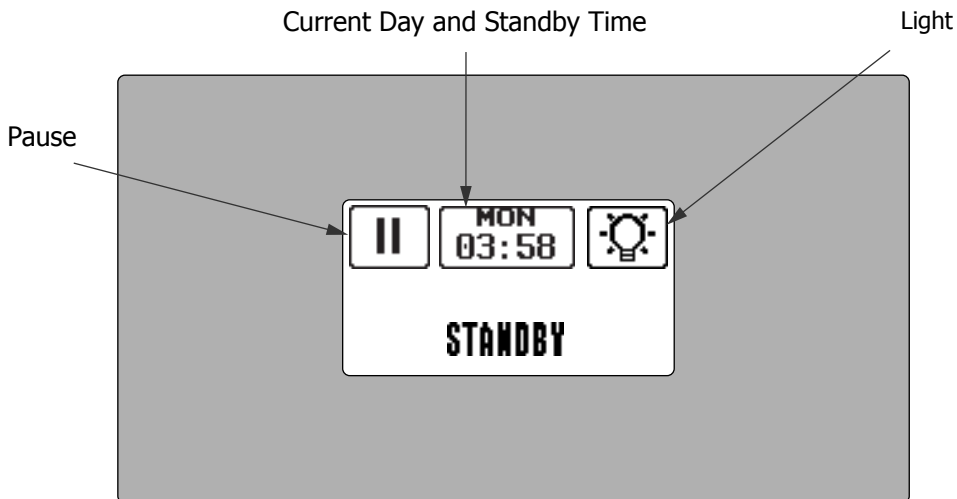 Current Day and Standby Time
Light
Pause
MON
03:58
STANDBY